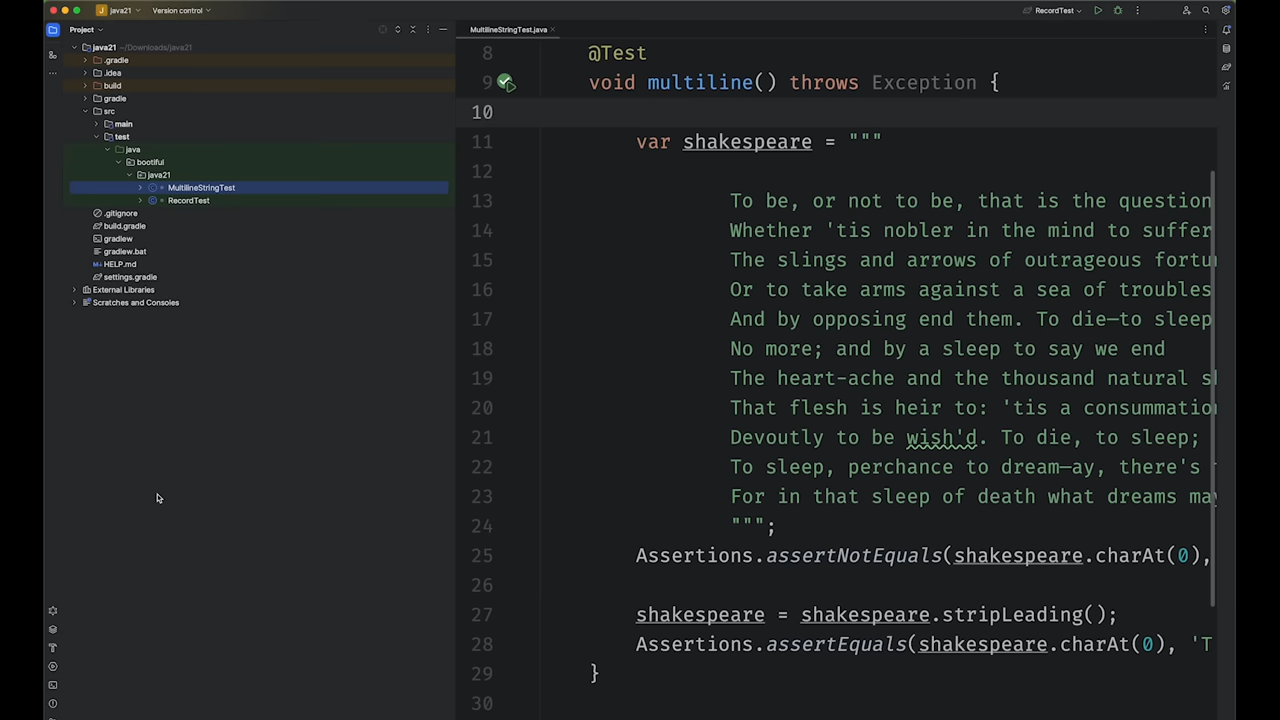 java21
Version control
RecordTest
Project
MultilineStringTest.java
java21 ~/Downloads/java21
.gradle
.idea
build
gradle
src
main
test
java
bootiful
java21
MultilineStringTest
RecordTest
.gitignore
build.gradle
gradlew
gradlew.bat
HELP.md
settings.gradle
External Libraries
Scratches and Consoles
8 @Test
9 void multiline() throws Exception {
10
11 var shakespeare = """
12
13 To be, or not to be, that is the question
14 Whether 'tis nobler in the mind to suffer
15 The slings and arrows of outrageous fortu
16 Or to take arms against a sea of troubles
17 And by opposing end them. To die—to sleep
18 No more; and by a sleep to say we end
19 The heart-ache and the thousand natural s
20 That flesh is heir to: 'tis a consummatio
21 Devoutly to be wish'd. To die, to sleep;
22 To sleep, perchance to dream—ay, there's
23 For in that sleep of death what dreams ma
24 """;
25 Assertions.assertNotEquals(shakespeare.charAt(0),
26
27 shakespeare = shakespeare.stripLeading();
28 Assertions.assertEquals(shakespeare.charAt(0), 'T
29 }
30